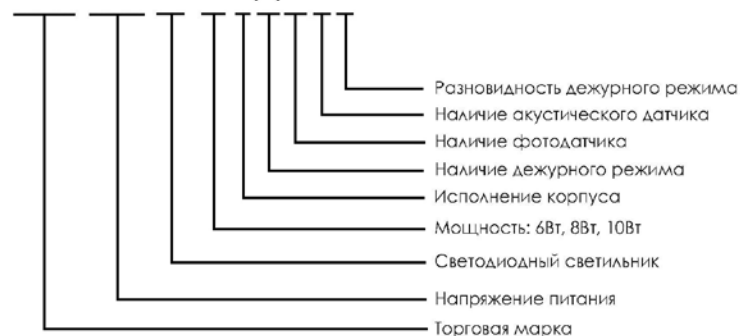 Разновидность дежурного режима
Наличие акустического датчика
Наличие фотодатчика
Наличие дежурного режима
Исполнение корпуса
Мощность: 6Вт, 8Вт, 10Вт
Светодиодный светильник
Напряжение питания
Торговая марка